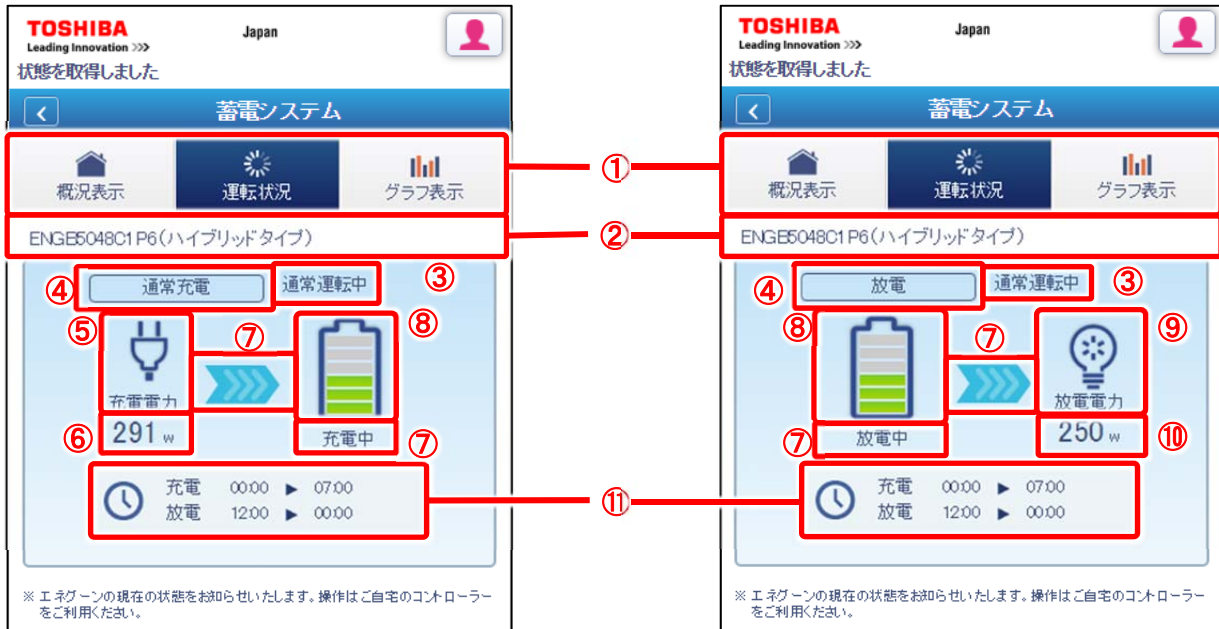 TOSHIBA
Leading Innovation >>>
Japan
状態を取得しました
蓄電システム
概況表示
運転状況
グラフ表示
ENGE5048C1P6(ハイブリッドタイプ)
④
通常充電
通常運転中
③
⑤
⑦
⑧
充電電力
⑥
291 w
充電中
⑦
充電 00:00 ▶ 07:00
放電 12:00 ▶ 00:00
※ エネグーンの現在の状態をお知らせいたします。操作はご自宅のコントローラー
をご利用ください。
①
②
⑪
TOSHIBA
Leading Innovation >>>
Japan
状態を取得しました
蓄電システム
概況表示
運転状況
グラフ表示
ENGE5048C1P6(ハイブリッドタイプ)
④
放電
通常運転中
③
⑧
⑦
⑨
放電電力
⑦
放電中
250 w
⑩
充電 00:00 ▶ 07:00
放電 12:00 ▶ 00:00
※ エネグーンの現在の状態をお知らせいたします。操作はご自宅のコントローラー
をご利用ください。